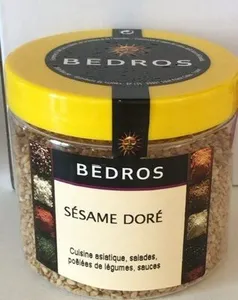 BEDROS
BEDROS
SÉSAME DORÉ
Cuisine asiatique, salades,
poêlées de légumes, sauces